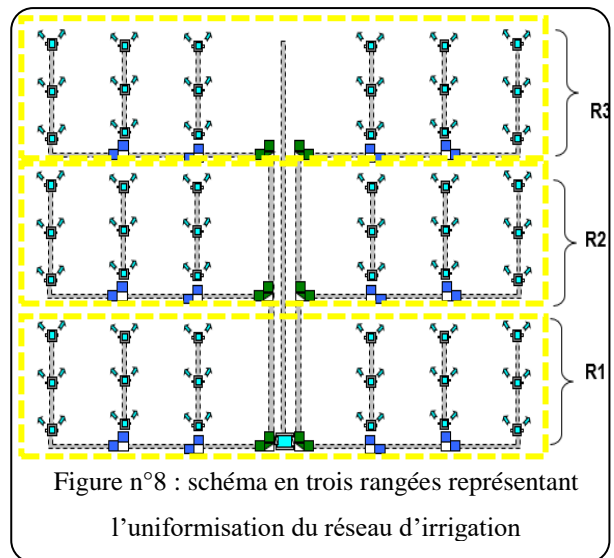 R3
R2
R1
Figure n°8 : schéma en trois rangées représentant
l’uniformisation du réseau d’irrigation